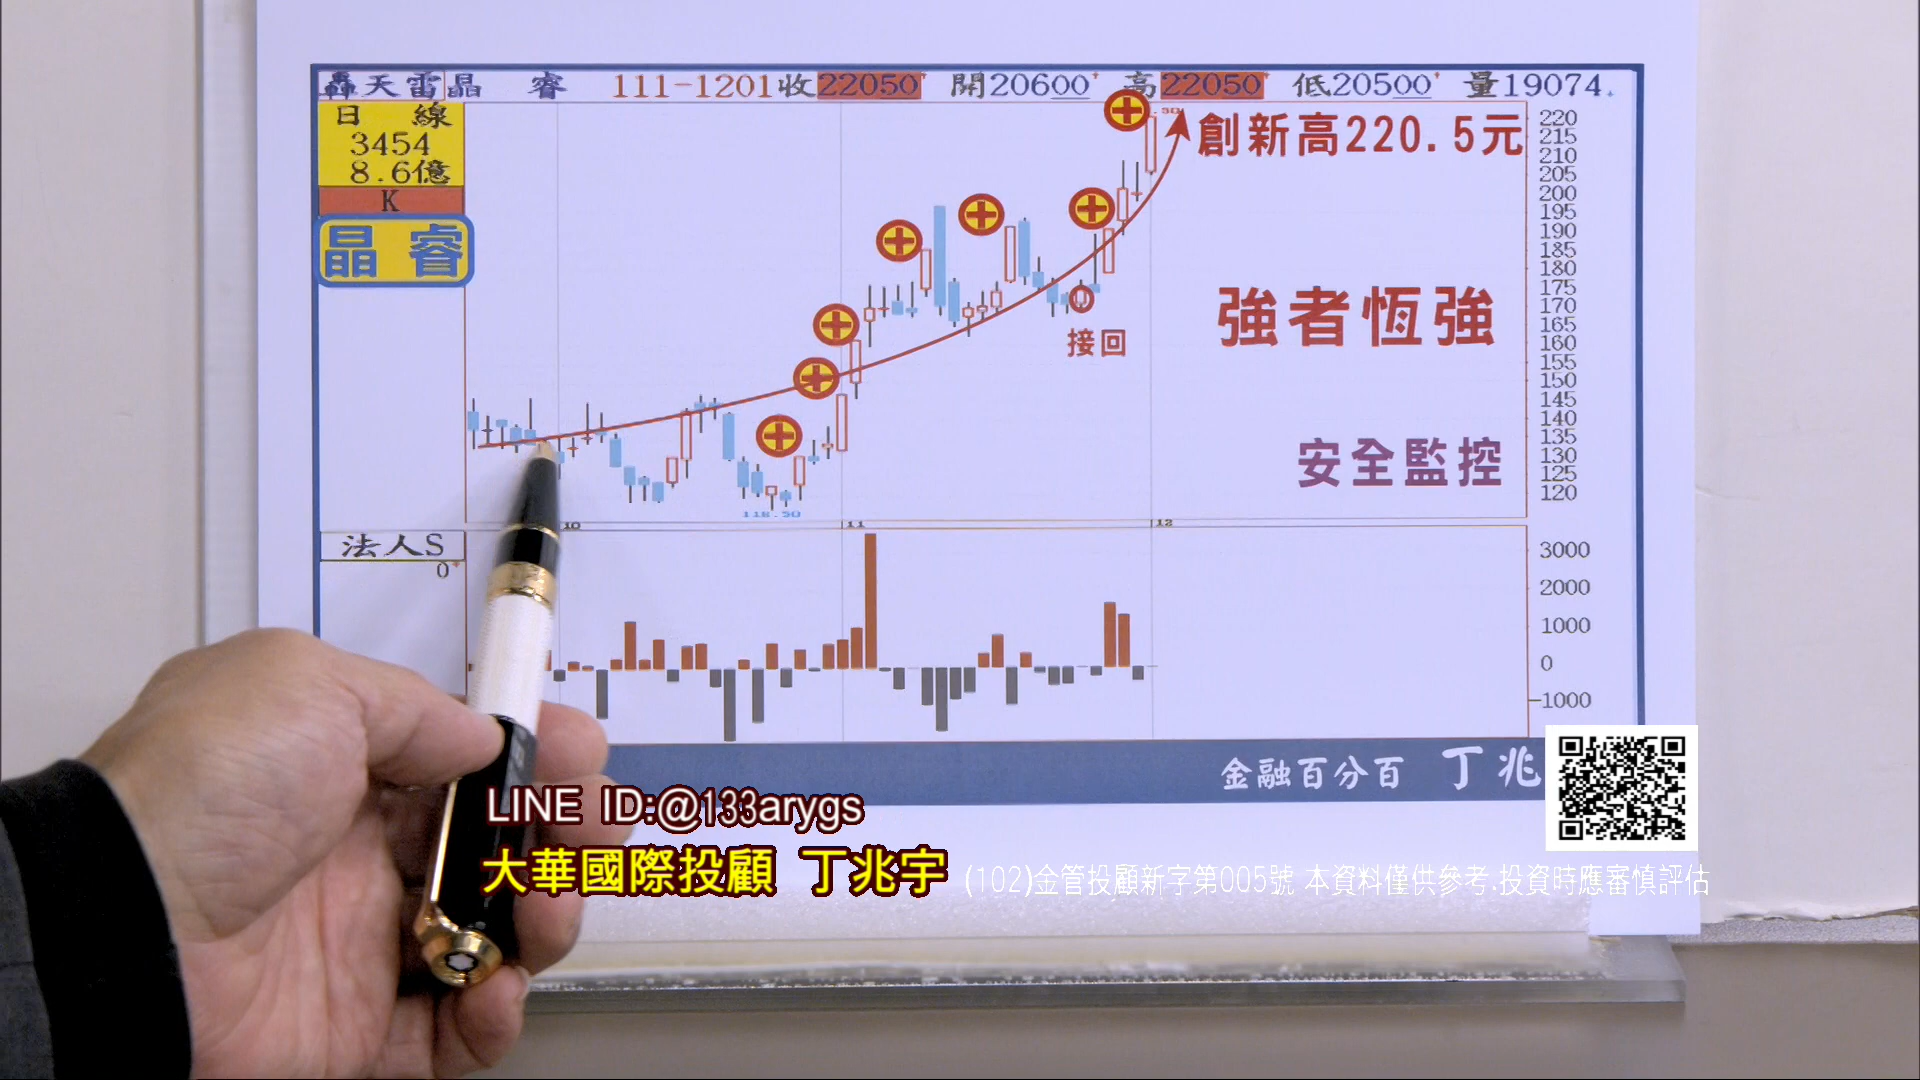 轟天雷晶 睿 111-1201收22050 開20600 高22050 低20500 量19074
日 線
3454
8.6億
K
晶睿
創新高220.5元
強者恆強
接回
安全監控
118.50
220
215
210
205
200
195
190
185
180
175
170
165
160
155
150
145
140
135
130
125
120
10 11 12
法人S
0
3000
2000
1000
0
-1000
金融百分百 丁兆
LINE ID:@133arygs
大華國際投顧 丁兆宇 (102)金管投顧新字第005號 本資料僅供參考.投資時應審慎評估